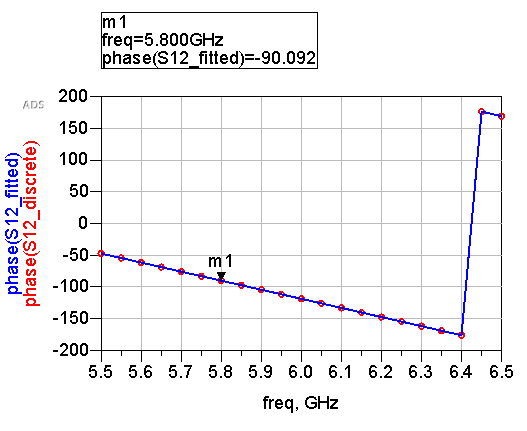 m1
freq=5.800GHz
phase(S12_fitted)=-90.092
ADS
200
150
100
50
0
-50
-100
-150
-200
phase(S12_fitted)
phase(S12_discrete)
m1
5.5 5.6 5.7 5.8 5.9 6.0 6.1 6.2 6.3 6.4 6.5
freq, GHz